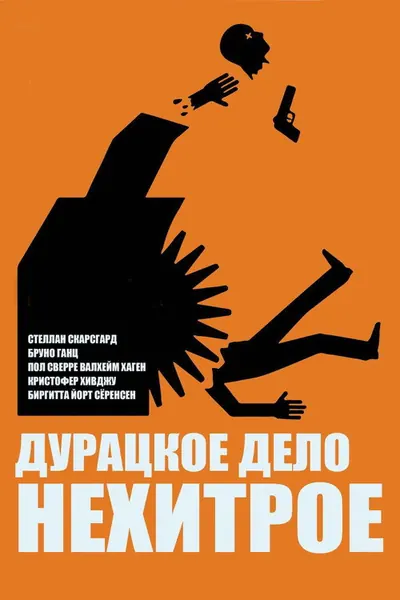 СТЕЛЛАН СКАРСГАРД
БРУНО ГАНЦ
ПОЛ СВЕРРЕ ВАЛХЕЙМ ХАГЕН
КРИСТОФЕР ХИВДЖУ
БИРГИТТА ЙОРТ СЁРЕНСЕН
ДУРАЦКОЕ ДЕЛО
НЕХИТРОЕ